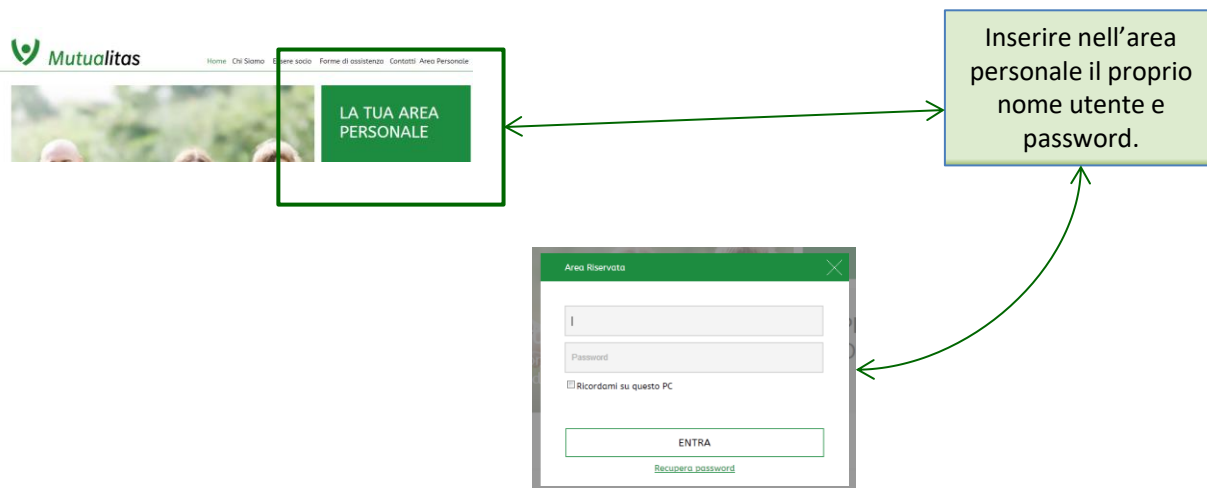 Mutualitas
Home Chi Siamo Essere socio Forme di assistenza Contatti Area Personale
LA TUA AREA
PERSONALE
Inserire nell'area
personale il proprio
nome utente e
password.
Area Riservata
Password
Ricordami su questo PC
ENTRA
Recupera password